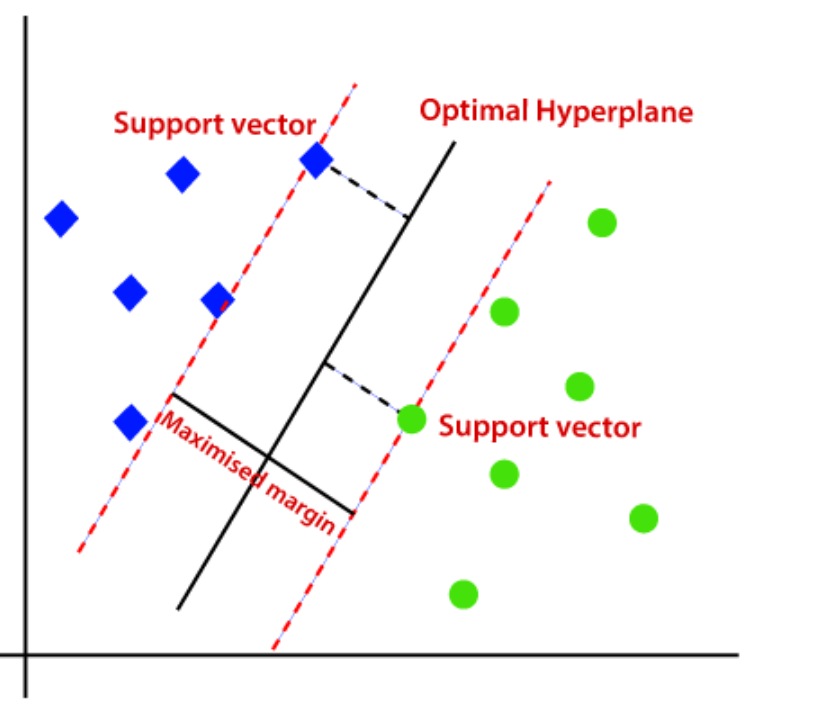 Optimal Hyperplane
Support vector
Support vector
Maximised margin